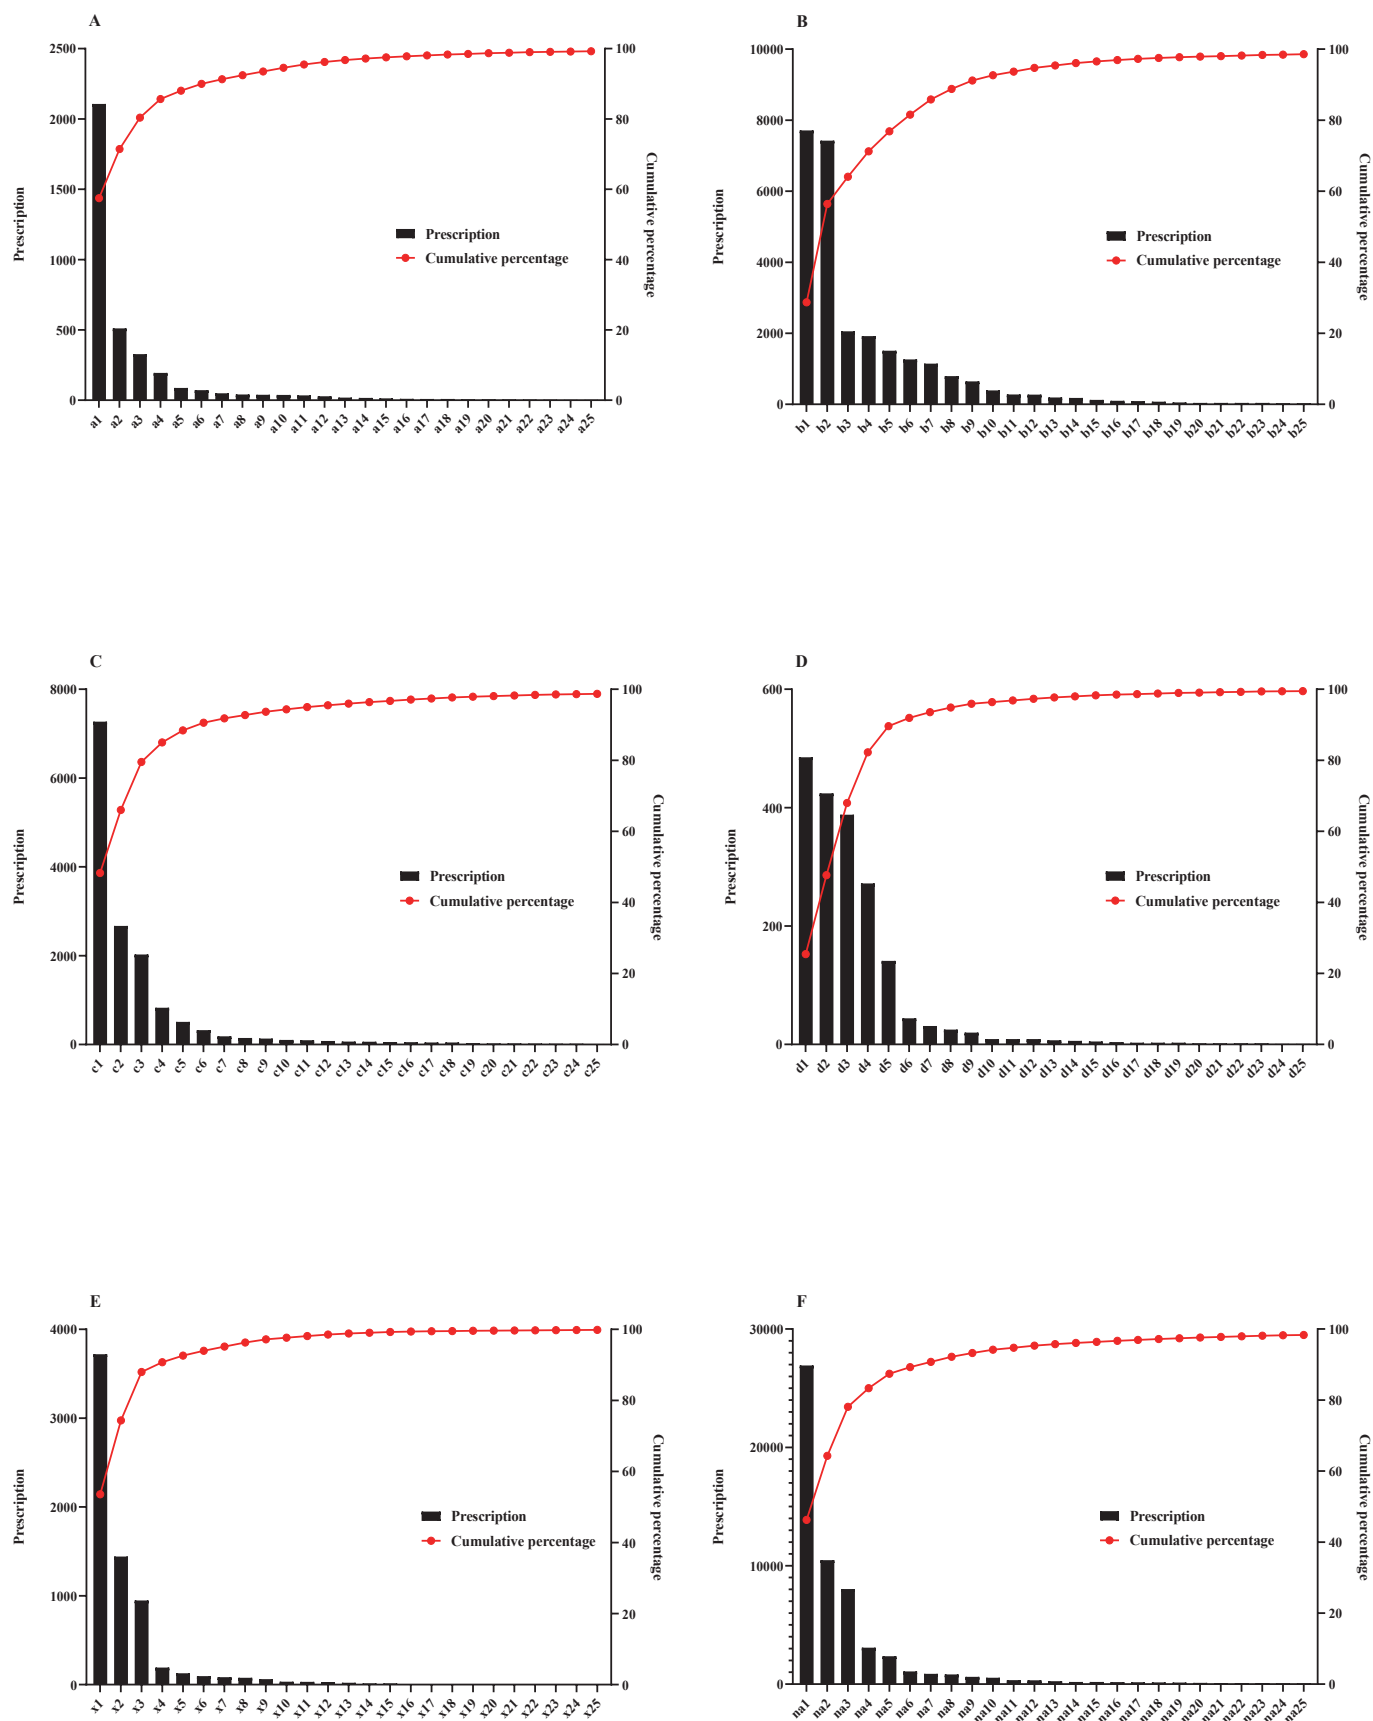 A
2500
2000
1500
1000
500
0
100
80
60
40
20
0
Prescription
Cumulative percentage
Prescription
Cumulative percentage
a1 a2 a3 a4 a5 a6 a7 a8 a9 a10 a11 a12 a13 a14 a15 a16 a17 a18 a19 a20 a21 a22 a23 a24 a25
B
10000
8000
6000
4000
2000
0
100
80
60
40
20
0
Prescription
Cumulative percentage
Prescription
Cumulative percentage
b1 b2 b3 b4 b5 b6 b7 b8 b9 b10 b11 b12 b13 b14 b15 b16 b17 b18 b19 b20 b21 b22 b23 b24 b25
C
8000
6000
4000
2000
0
100
80
60
40
20
0
Prescription
Cumulative percentage
Prescription
Cumulative percentage
c1 c2 c3 c4 c5 c6 c7 c8 c9 c10 c11 c12 c13 c14 c15 c16 c17 c18 c19 c20 c21 c22 c23 c24 c25
D
600
400
200
0
100
80
60
40
20
0
Prescription
Cumulative percentage
Prescription
Cumulative percentage
d1 d2 d3 d4 d5 d6 d7 d8 d9 d10 d11 d12 d13 d14 d15 d16 d17 d18 d19 d20 d21 d22 d23 d24 d25
E
4000
3000
2000
1000
0
100
80
60
40
20
0
Prescription
Cumulative percentage
Prescription
Cumulative percentage
x1 x2 x3 x4 x5 x6 x7 x8 x9 x10 x11 x12 x13 x14 x15 x16 x17 x18 x19 x20 x21 x22 x23 x24 x25
F
30000
20000
10000
0
100
80
60
40
20
0
Prescription
Cumulative percentage
Prescription
Cumulative percentage
na1 na2 na3 na4 na5 na6 na7 na8 na9 na10 na11 na12 na13 na14 na15 na16 na17 na18 na19 na20 na21 na22 na23 na24 na25